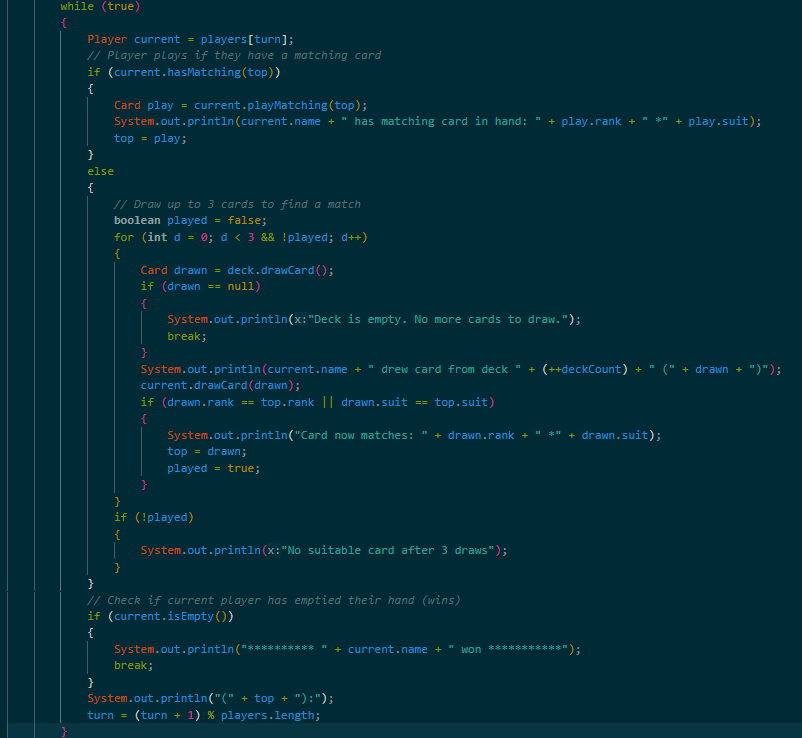 while (true)
{
Player current = players[turn];
// Player plays if they have a matching card
if (current.hasMatching(top))
{
Card play = current.playMatching(top);
System.out.println(current.name + " has matching card in hand: " + play.rank + " *" + play.suit);
top = play;
}
else
{
// Draw up to 3 cards to find a match
boolean played = false;
for (int d = 0; d < 3 && !played; d++)
{
Card drawn = deck.drawCard();
if (drawn == null)
{
System.out.println(x:"Deck is empty. No more cards to draw.");
break;
}
System.out.println(current.name + " drew card from deck " + (++deckCount) + " (" + drawn + ")");
current.drawCard(drawn);
if (drawn.rank == top.rank || drawn.suit == top.suit)
{
System.out.println("Card now matches: " + drawn.rank + " *" + drawn.suit);
top = drawn;
played = true;
}
}
if (!played)
{
System.out.println(x:"No suitable card after 3 draws");
}
}
// Check if current player has emptied their hand (wins)
if (current.isEmpty())
{
System.out.println("********** " + current.name + " won ***********");
break;
}
System.out.println("(" + top + "):");
turn = (turn + 1) % players.length;
}